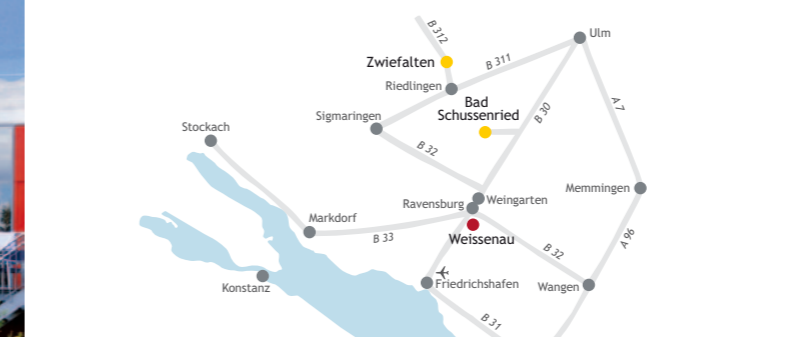 B 312
Ulm
Zwiefalten
B 311
Riedlingen
Bad
Schussenried
A 7
Sigmaringen
B 30
Stockach
B 32
Memmingen
Ravensburg
Weingarten
Markdorf
B 33
Weissenau
A 96
B 32
Friedrichshafen
Wangen
Konstanz
B 31